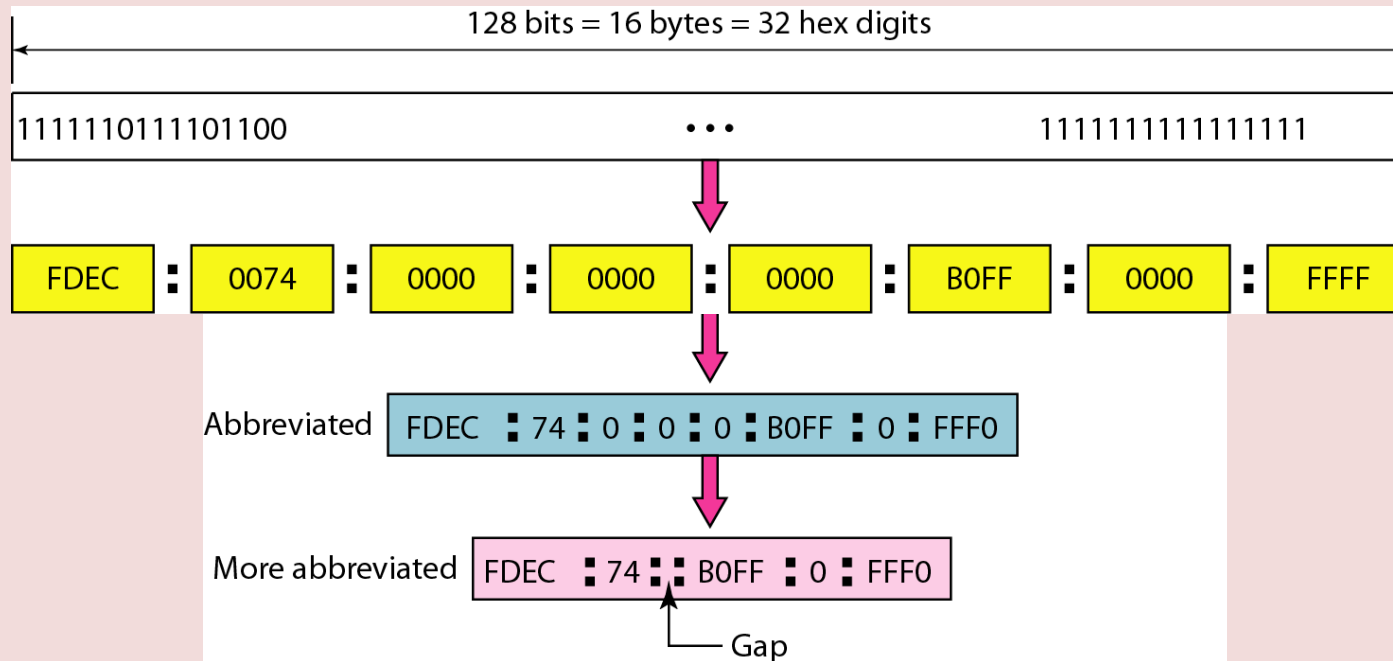 128 bits = 16 bytes = 32 hex digits
1111110111101100 ••• 1111111111111111
FDEC : 0074 : 0000 : 0000 : 0000 : B0FF : 0000 : FFFF
Abbreviated FDEC : 74 : 0 : 0 : 0 : B0FF : 0 : FFF0
More abbreviated FDEC : 74 : : B0FF : 0 : FFF0
Gap